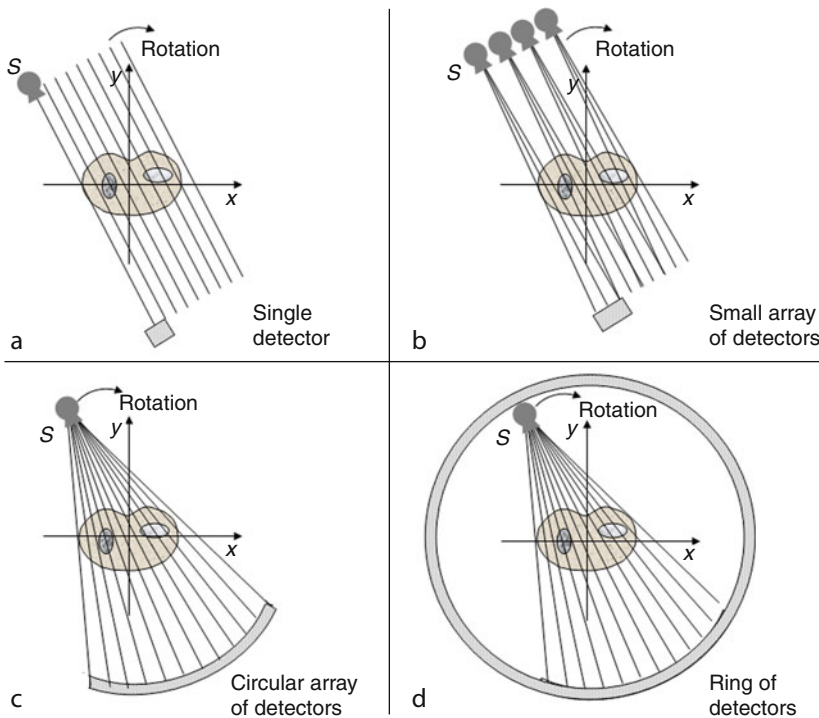 Rotation
S
y
x
Single
detector
a
Rotation
S
y
x
Small array
of detectors
b
Rotation
S
y
x
Circular array
of detectors
c
Rotation
S
y
x
Ring of
detectors
d